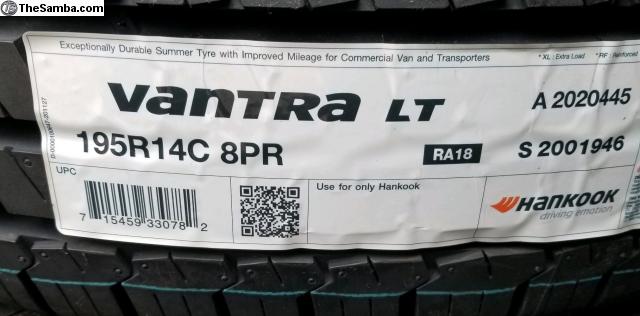 TheSamba.com
Exceptionally Durable Summer Tyre with Improved Mileage for Commercial Van and Transporters
* XL : Extra Load * RF : Reinforced
vanTRa LT
A 2020445
195R14C 8PR
RA18
S 2001946
UPC
Use for only Hankook
HANKOOK
driving emotion
7 15459 33078 2